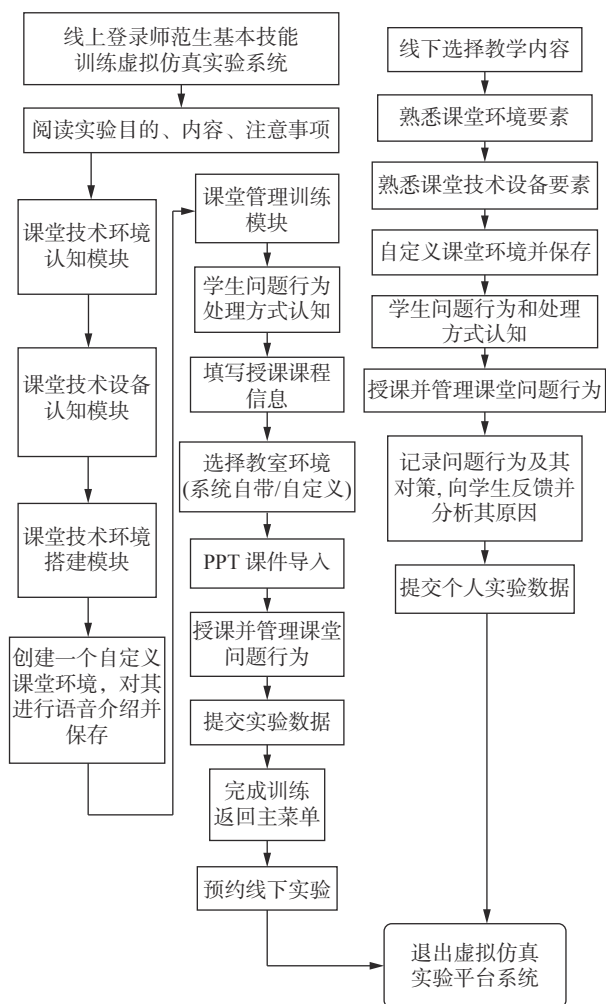 线上登录师范生基本技能
训练虚拟仿真实验系统
阅读实验目的、内容、注意事项
课堂技术环境
认知模块
课堂技术设备
认知模块
课堂技术环境
搭建模块
创建一个自定义
课堂环境，对其
进行语音介绍并
保存
课堂管理训练
模块
学生问题行为
处理方式认知
填写授课课程
信息
选择教室环境
(系统自带/自定义)
PPT 课件导入
授课并管理课堂
问题行为
提交实验数据
完成训练
返回主菜单
预约线下实验
线下选择教学内容
熟悉课堂环境要素
熟悉课堂技术设备要素
自定义课堂环境并保存
学生问题行为和处理
方式认知
授课并管理课堂问题行为
记录问题行为及其
对策, 向学生反馈并
分析其原因
提交个人实验数据
退出虚拟仿真
实验平台系统